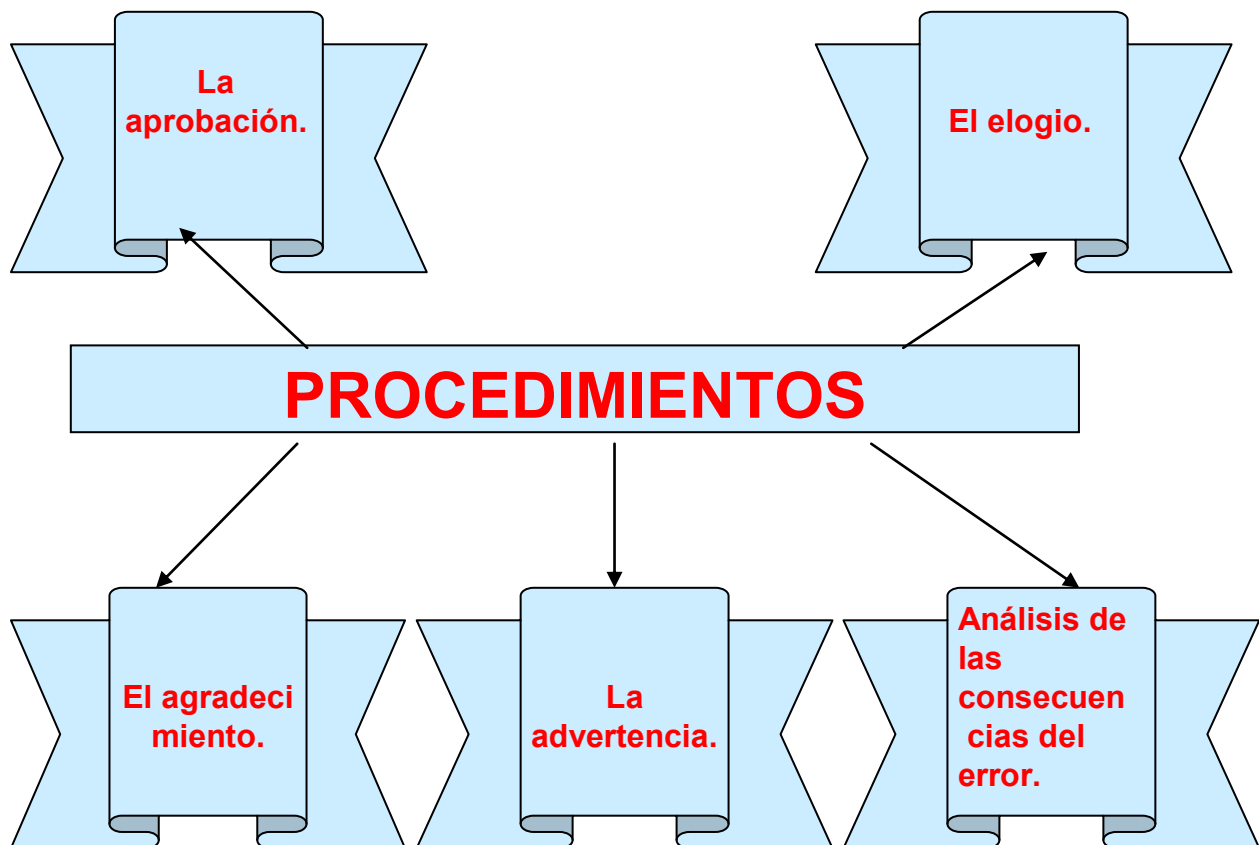 La
aprobación.
El elogio.
PROCEDIMIENTOS
El agradeci
miento.
La
advertencia.
Análisis de
las
consecuen
cias del
error.